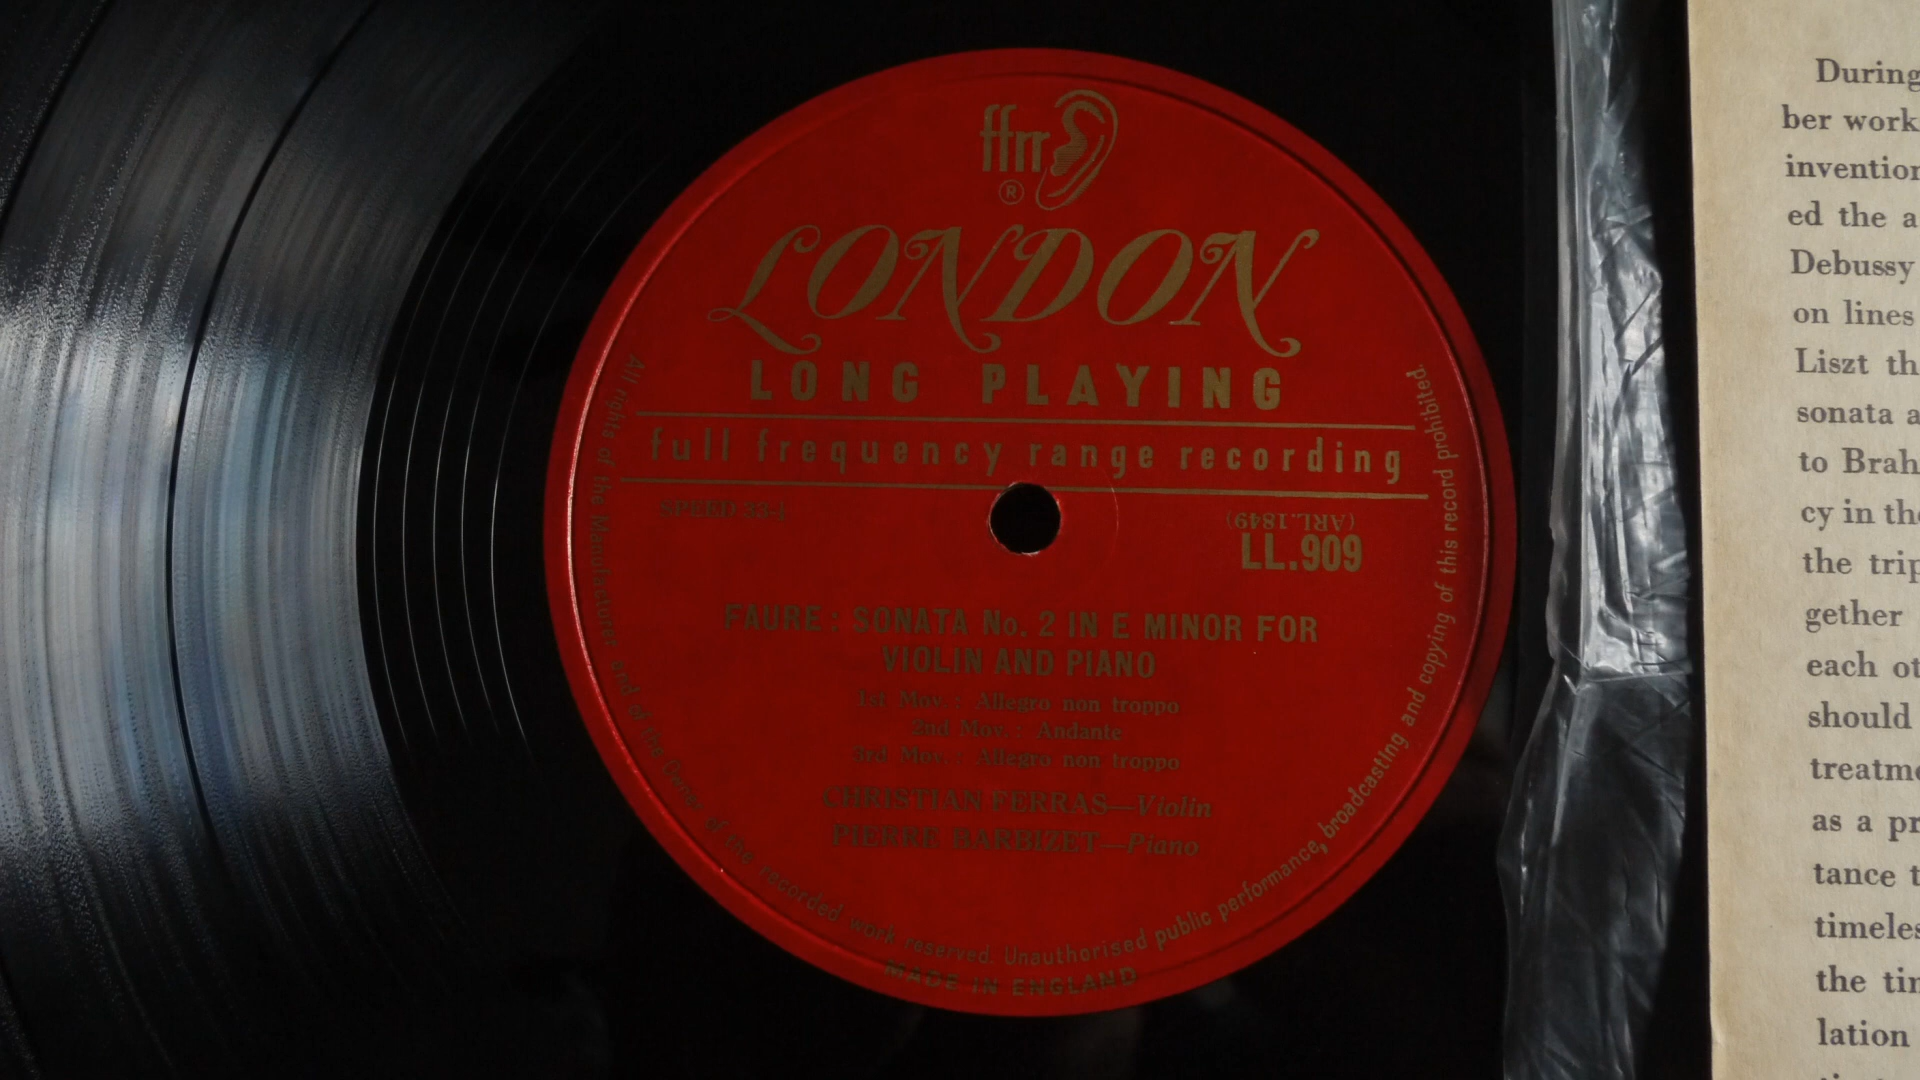 ffrr
®
LONDON
LONG PLAYING
full frequency range recording
SPEED 33⅓
(ARL.1849)
LL.909
FAURE : SONATA No. 2 IN E MINOR FOR
VIOLIN AND PIANO
1st Mov. : Allegro non troppo
2nd Mov. : Andante
3rd Mov. : Allegro non troppo
CHRISTIAN FERRAS—Violin
PIERRE BARBIZET—Piano
All rights of the Manufacturer and of the Owner of the recorded work reserved. Unauthorised public performance, broadcasting and copying of this record prohibited.
MADE IN ENGLAND
During
ber work
invention
ed the a
Debussy
on lines
Liszt th
sonata a
to Brah
cy in the
the trip
gether
each ot
should
treatme
as a pr
tance t
timeles
the tim
lation